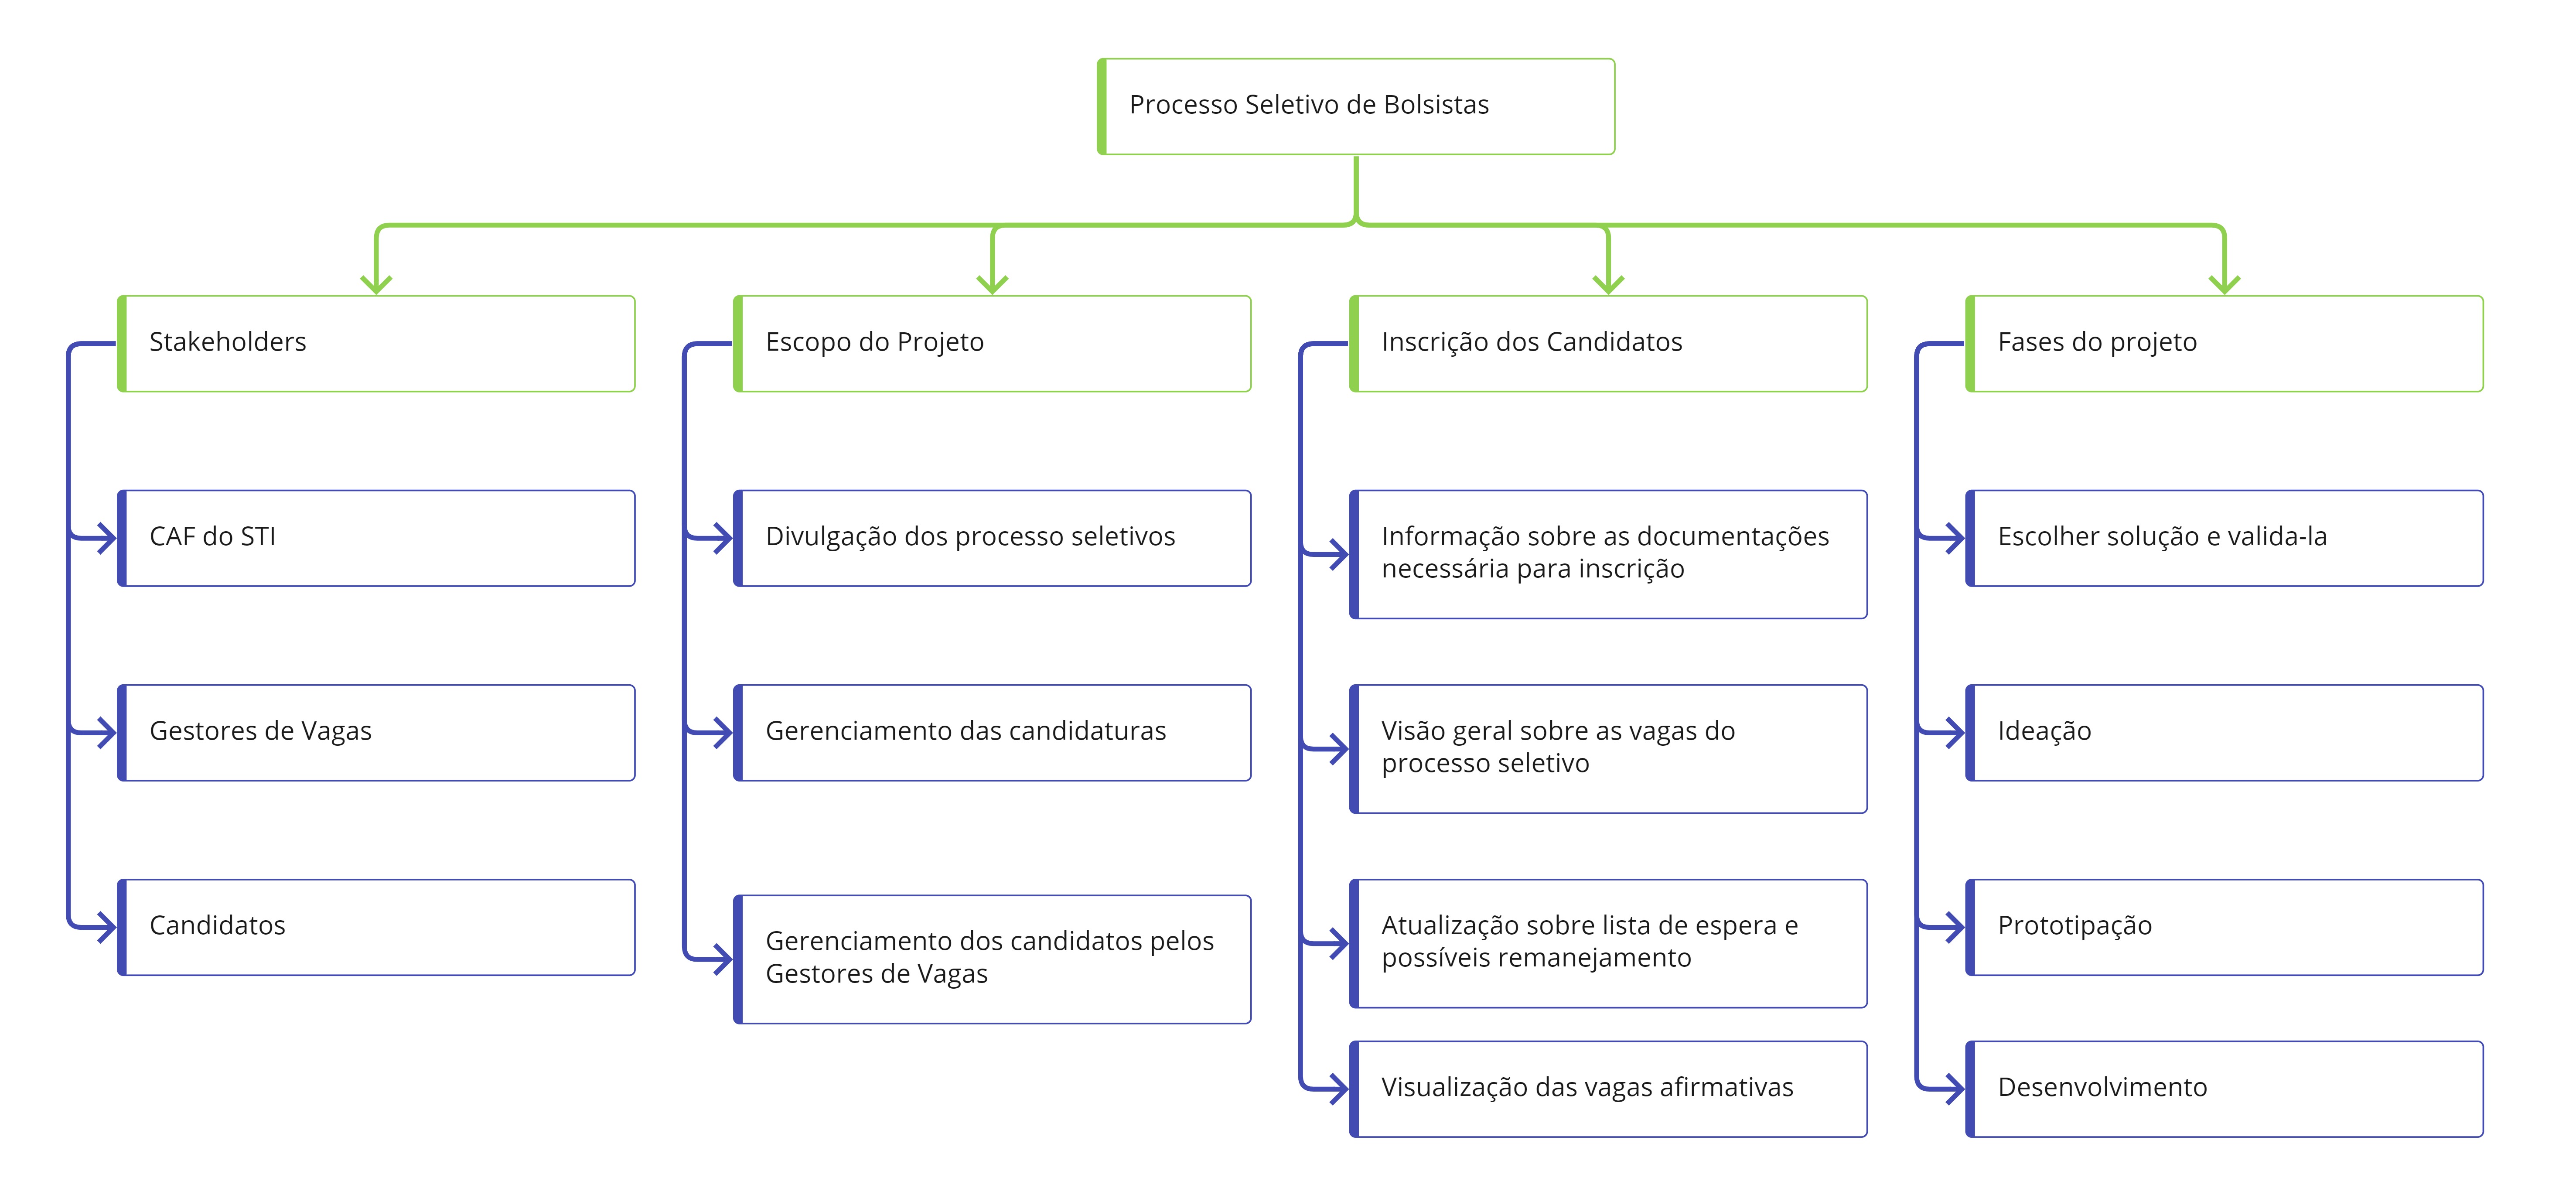 Processo Seletivo de Bolsistas
Stakeholders
CAF do STI
Gestores de Vagas
Candidatos
Escopo do Projeto
Divulgação dos processo seletivos
Gerenciamento das candidaturas
Gerenciamento dos candidatos pelos
Gestores de Vagas
Inscrição dos Candidatos
Informação sobre as documentações
necessária para inscrição
Visão geral sobre as vagas do
processo seletivo
Atualização sobre lista de espera e
possíveis remanejamento
Visualização das vagas afirmativas
Fases do projeto
Escolher solução e valida-la
Ideação
Prototipação
Desenvolvimento